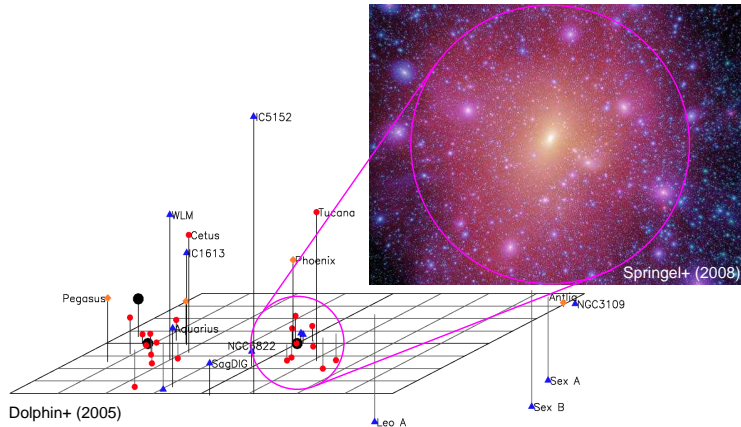 IC5152
Springel+ (2008)
WLM
Tucana
Cetus
IC1613
Phoenix
Pegasus
Antlia
NGC3109
Aquarius
NGC6822
SagDIG
Sex A
Sex B
Leo A
Dolphin+ (2005)